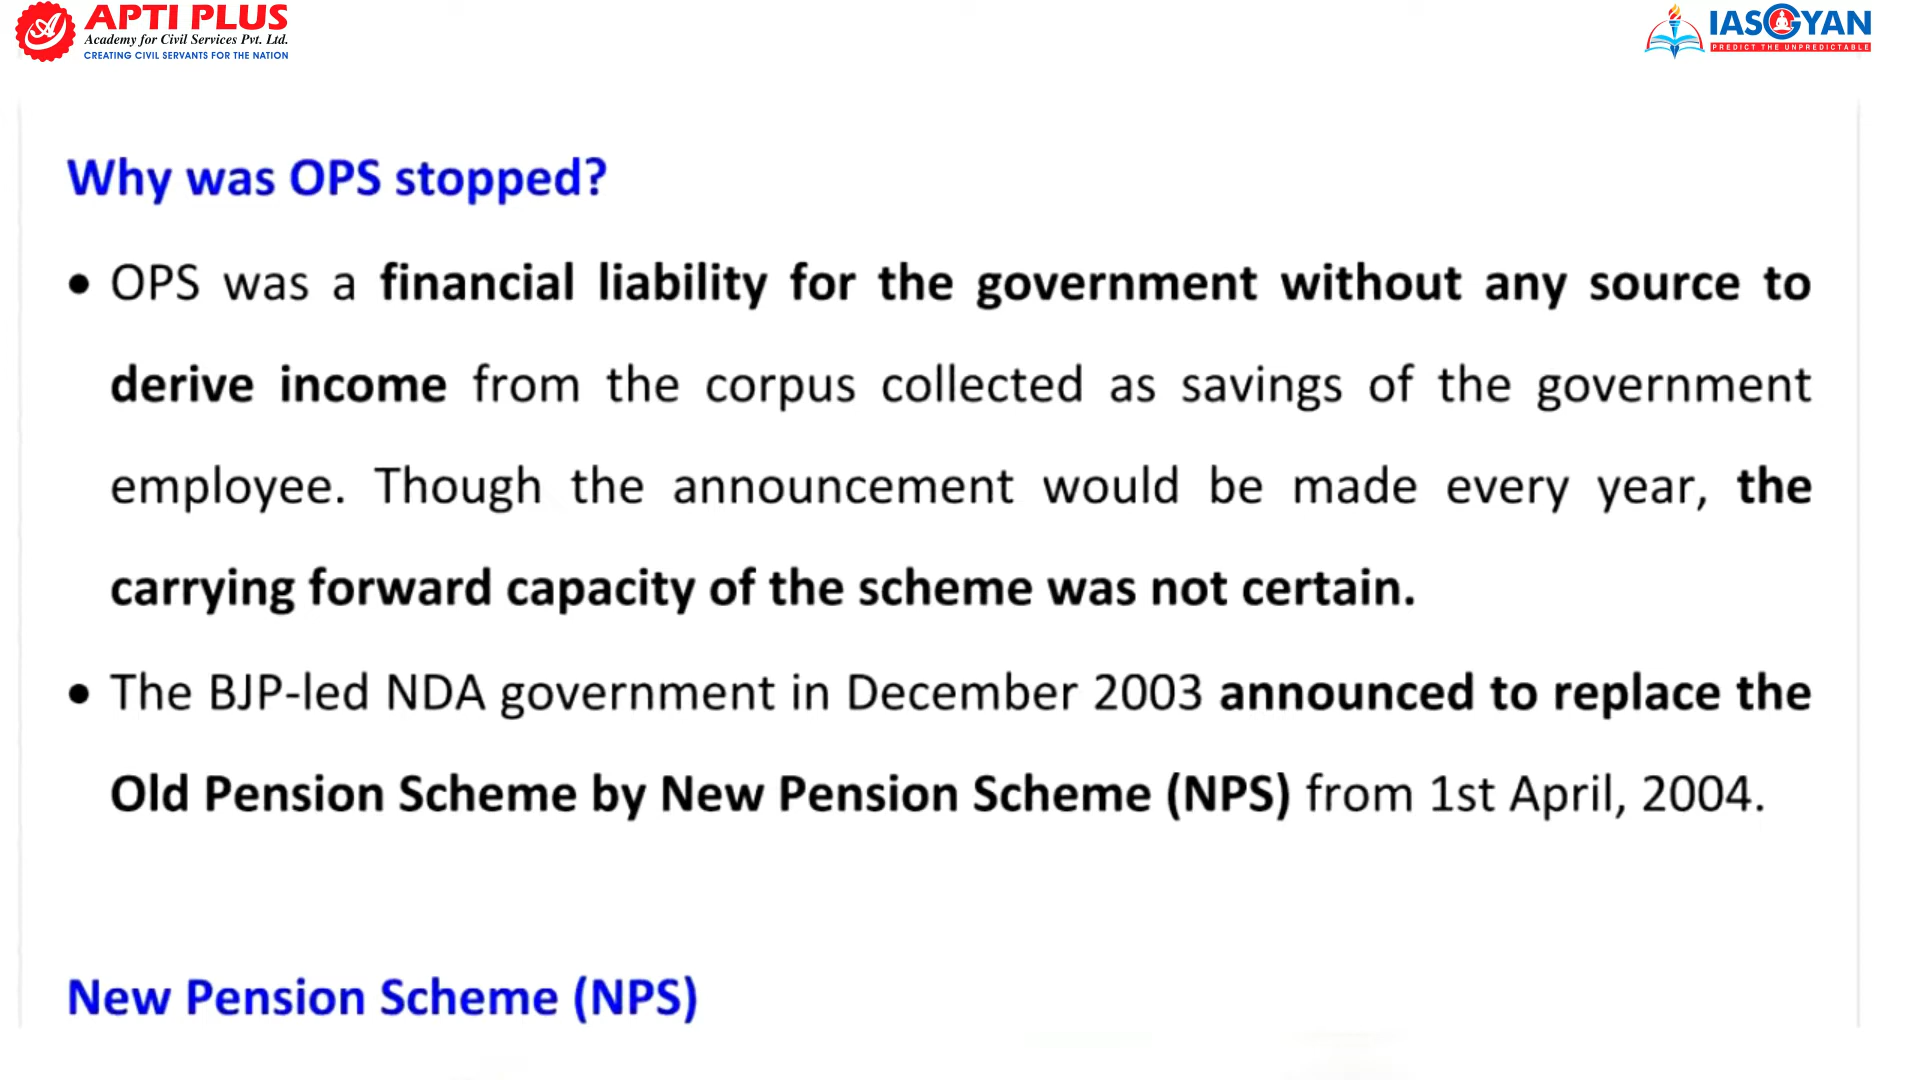 APTI PLUS
Academy for Civil Services Pvt. Ltd.
CREATING CIVIL SERVANTS FOR THE NATION
IASGYAN
PREDICT THE UNPREDICTABLE
Why was OPS stopped?
• OPS was a financial liability for the government without any source to
derive income from the corpus collected as savings of the government
employee. Though the announcement would be made every year, the
carrying forward capacity of the scheme was not certain.
• The BJP-led NDA government in December 2003 announced to replace the
Old Pension Scheme by New Pension Scheme (NPS) from 1st April, 2004.
New Pension Scheme (NPS)